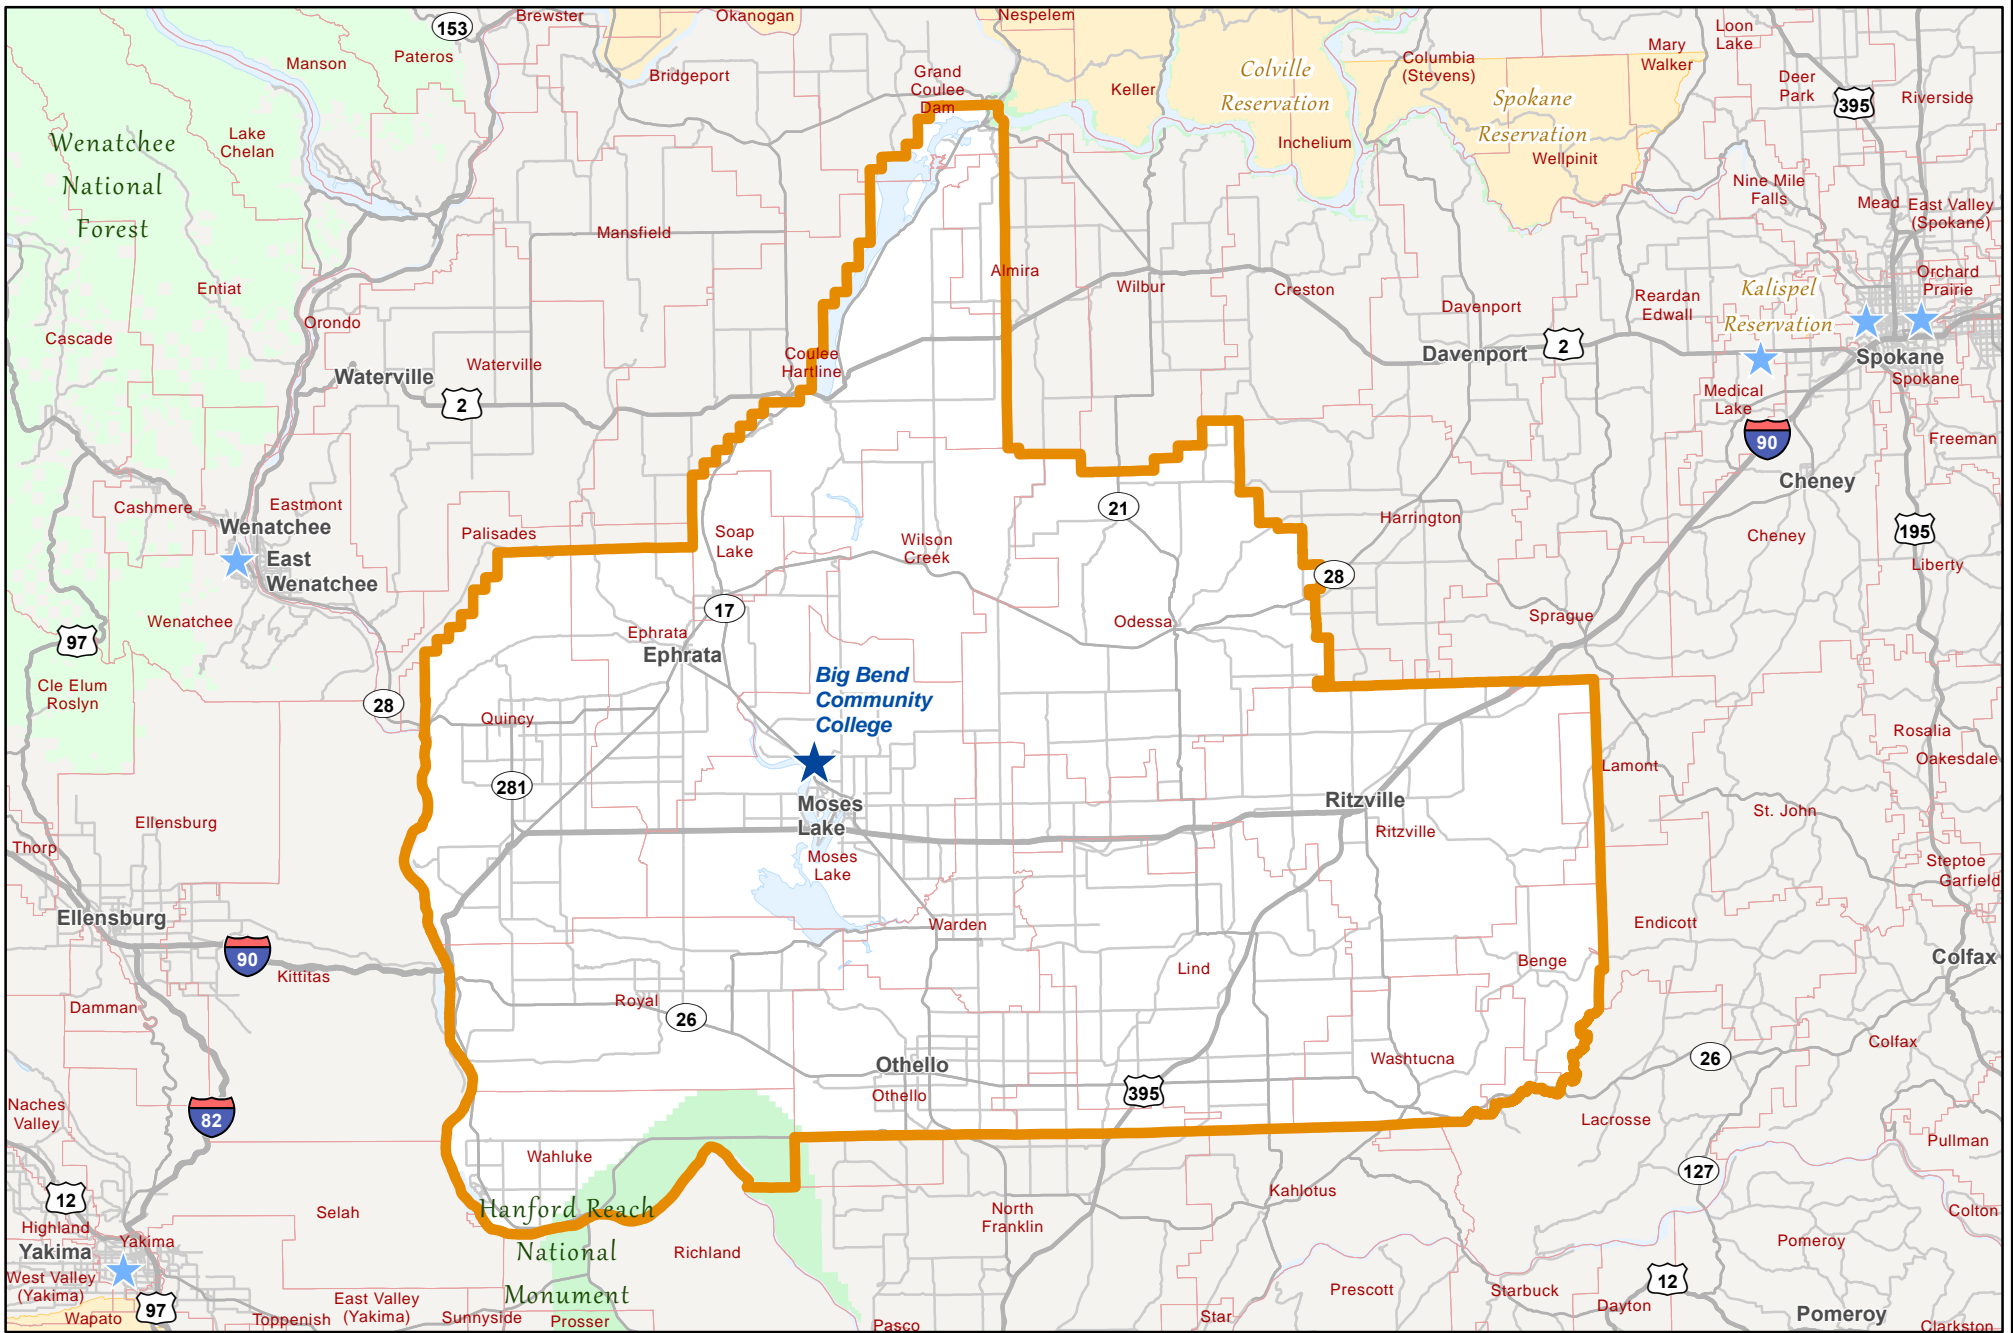 153
Brewster
Okanogan
Nespelem
Loon
Lake
Manson
Pateros
Bridgeport
Grand
Coulee
Dam
Keller
Colville
Reservation
Columbia
(Stevens)
Mary
Walker
Deer
Park
395
Riverside
Spokane
Reservation
Wenatchee
National
Forest
Lake
Chelan
Inchelium
Wellpinit
Nine Mile
Falls
Mead
East Valley
(Spokane)
Mansfield
Entiat
Almira
Wilbur
Creston
Davenport
Reardan
Edwall
Kalispel
Reservation
Orchard
Prairie
Cascade
Orondo
Waterville
Waterville
2
Coulee
Hartline
Davenport
2
Spokane
Spokane
Medical
Lake
90
Freeman
Cheney
Cashmere
Eastmont
Wenatchee
East
Wenatchee
Palisades
Soap
Lake
Wilson
Creek
21
Harrington
Cheney
195
Liberty
28
Wenatchee
97
17
Ephrata
Ephrata
Odessa
Sprague
Cle Elum
Roslyn
28
Quincy
Big Bend
Community
College
281
Rosalia
Oakesdale
Lamont
Moses
Lake
Ritzville
Ritzville
St. John
Ellensburg
Thorp
Moses
Lake
Steptoe
Garfield
Ellensburg
90
Kittitas
Warden
Lind
Benge
Endicott
Colfax
Damman
Royal
26
Othello
Othello
395
Washtucna
26
Colfax
Naches
Valley
82
Lacrosse
Pullman
Wahluke
127
12
Highland
Selah
Hanford Reach
National
Monument
North
Franklin
Kahlotus
Colton
Yakima
Yakima
Richland
Pomeroy
West Valley
(Yakima)
Wapato
97
Toppenish
East Valley
(Yakima)
Sunnyside
Prosser
Pasco
Star
Prescott
Starbuck
12
Dayton
Pomeroy
Clarkston